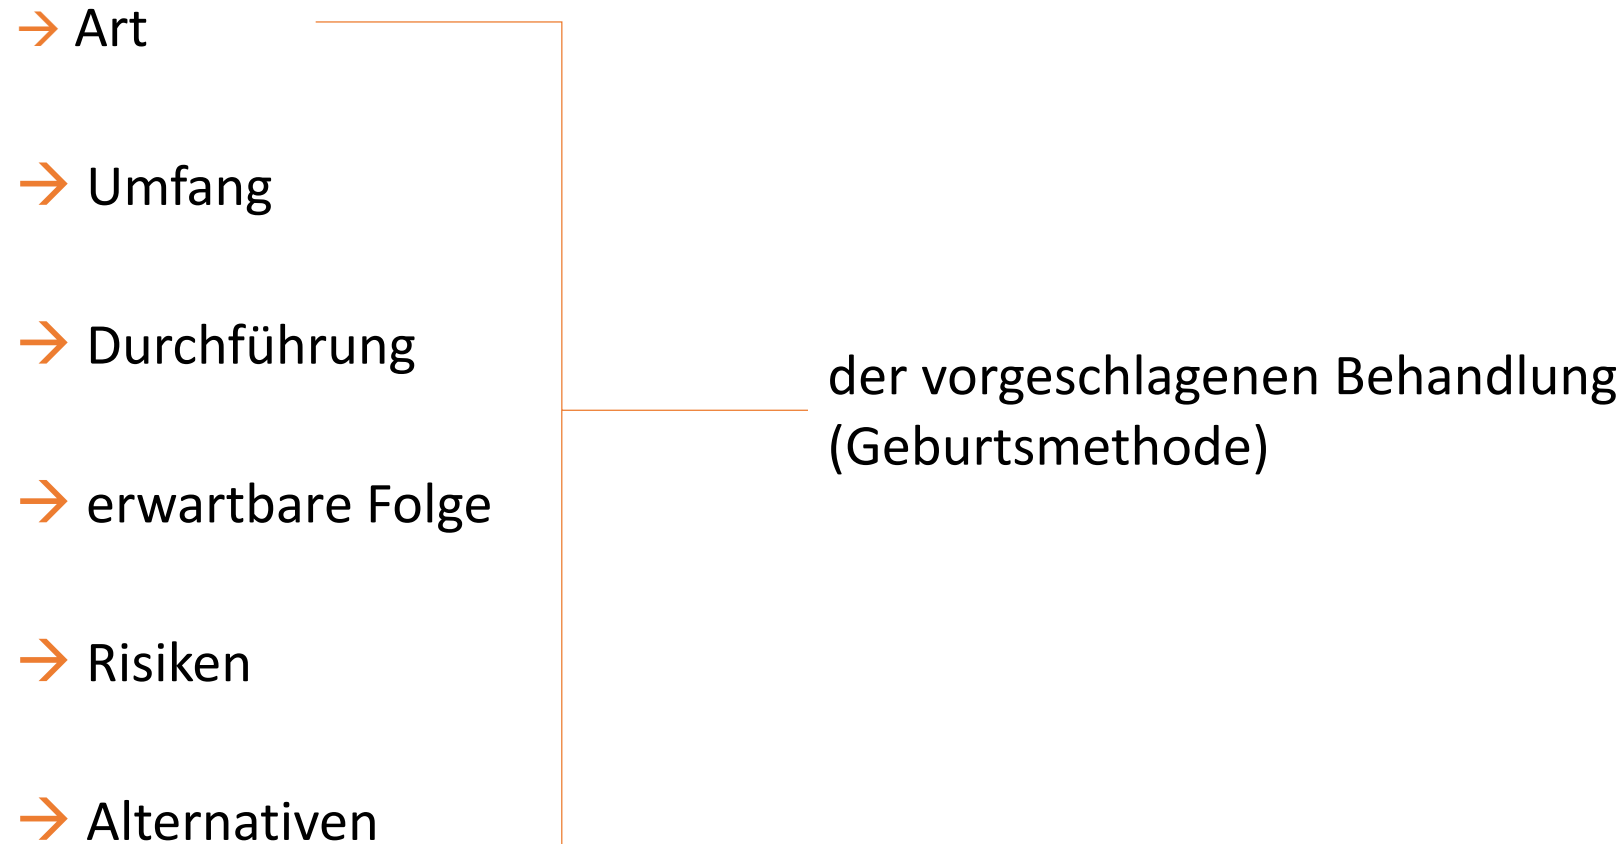 → Art
→ Umfang
→ Durchführung
→ erwartbare Folge
→ Risiken
→ Alternativen
der vorgeschlagenen Behandlung
(Geburtsmethode)